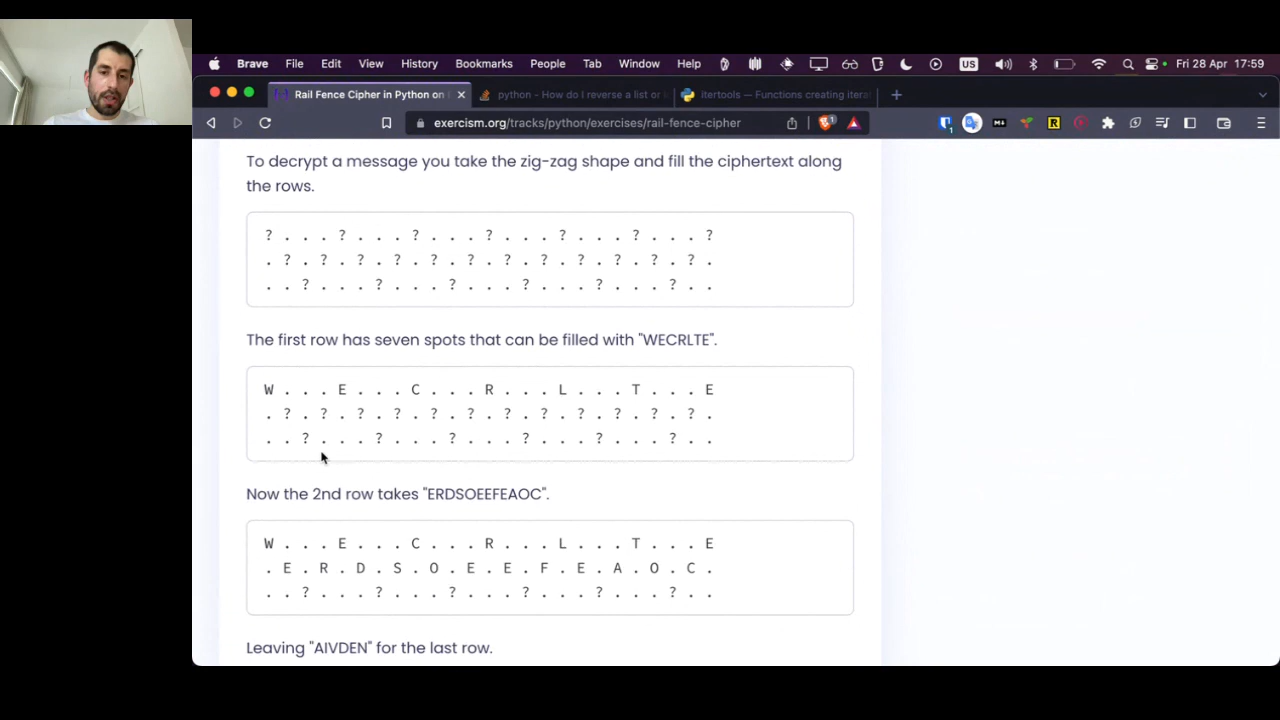 Brave File Edit View History Bookmarks People Tab Window Help US Fri 28 Apr 17:59
Rail Fence Cipher in Python on python - How do I reverse a list or itertools — Functions creating itera
exercism.org/tracks/python/exercises/rail-fence-cipher
To decrypt a message you take the zig-zag shape and fill the ciphertext along
the rows.
? . . . ? . . . ? . . . ? . . . ? . . . ? . . . ?
. ? . ? . ? . ? . ? . ? . ? . ? . ? . ? . ? . ? .
. . ? . . . ? . . . ? . . . ? . . . ? . . . ? . .
The first row has seven spots that can be filled with "WECRLTE".
W . . . E . . . C . . . R . . . L . . . T . . . E
. ? . ? . ? . ? . ? . ? . ? . ? . ? . ? . ? . ? .
. . ? . . . ? . . . ? . . . ? . . . ? . . . ? . .
Now the 2nd row takes "ERDSOEEFEAOC".
W . . . E . . . C . . . R . . . L . . . T . . . E
. E . R . D . S . O . E . E . F . E . A . O . C .
. . ? . . . ? . . . ? . . . ? . . . ? . . . ? . .
Leaving "AIVDEN" for the last row.